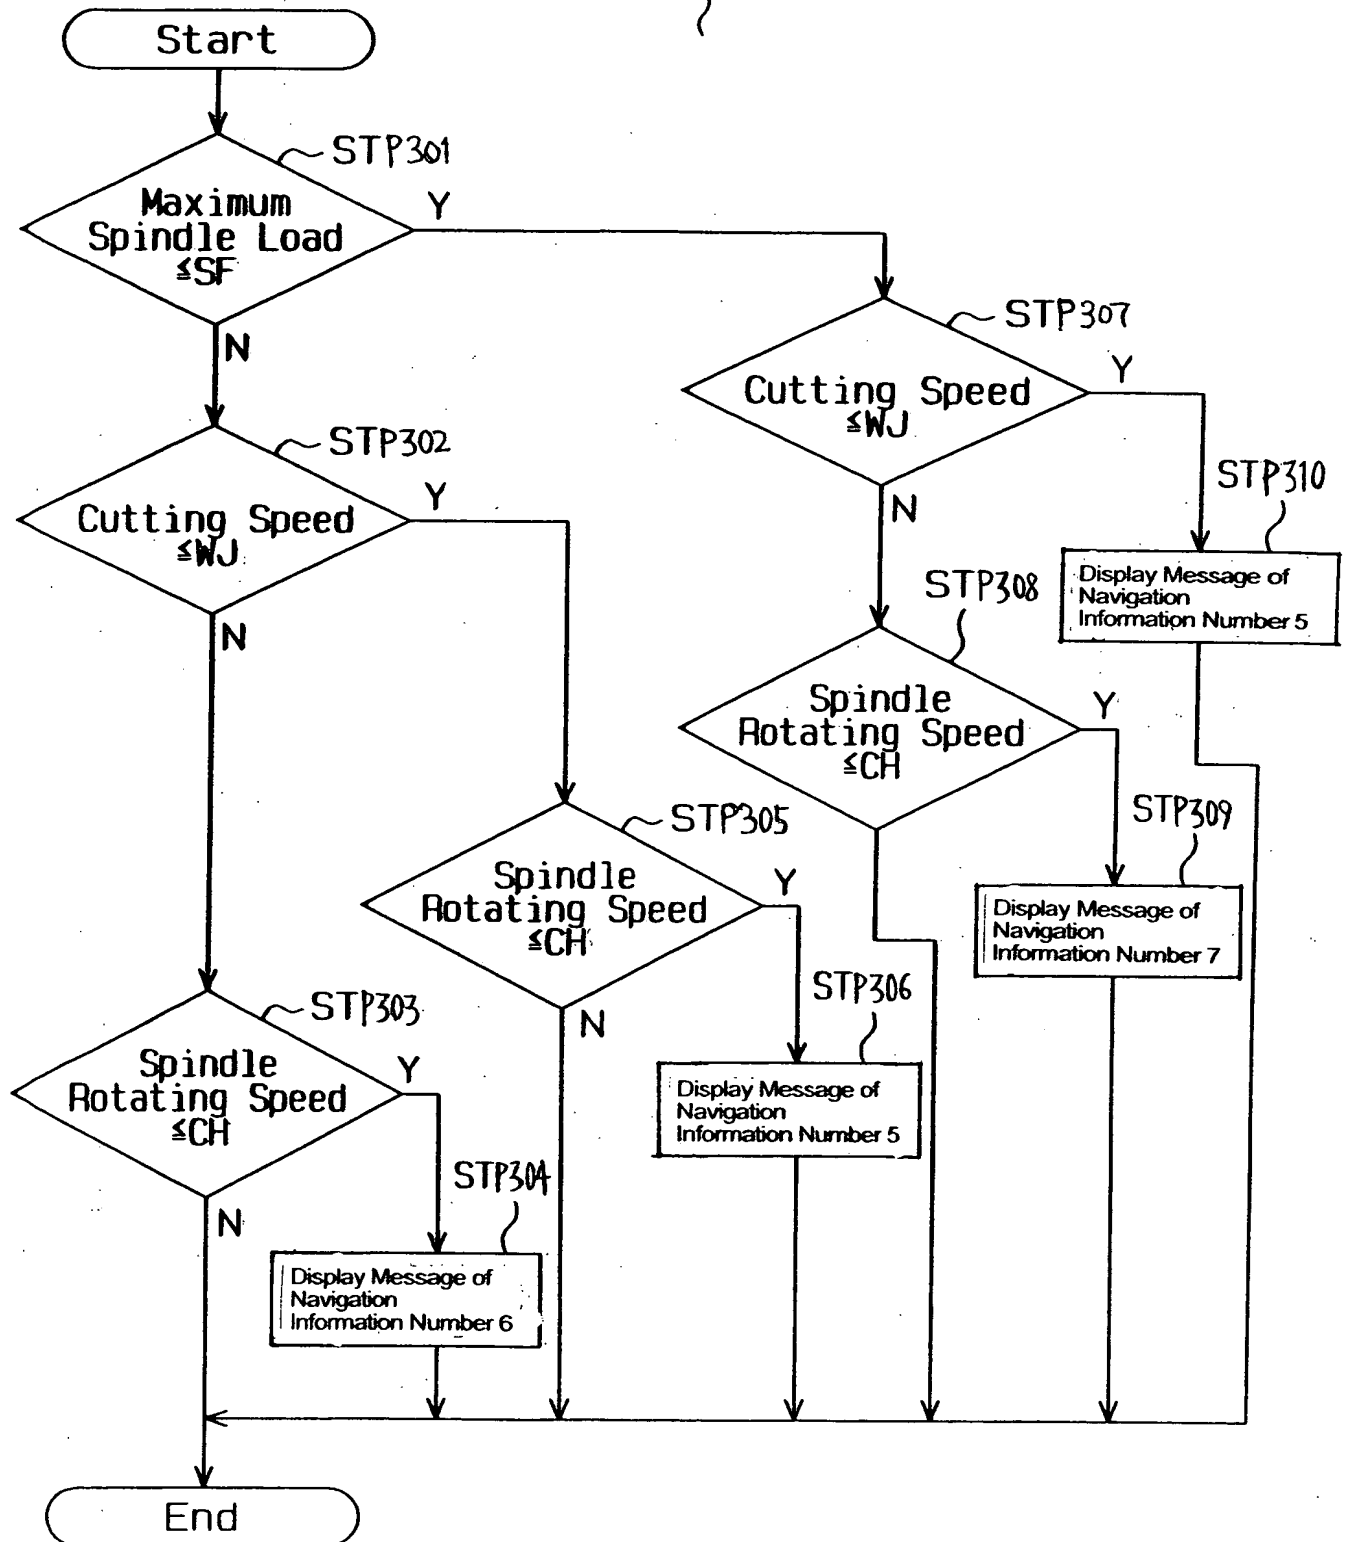 Start
STP301
Maximum
Spindle Load
≦SF
Y
N
STP307
Cutting Speed
≦WJ
Y
N
STP302
Cutting Speed
≦WJ
Y
N
STP310
Display Message of
Navigation
Information Number 5
STP308
Spindle
Rotating Speed
≦CH
Y
STP309
Display Message of
Navigation
Information Number 7
STP305
Spindle
Rotating Speed
≦CH
Y
N
STP306
Display Message of
Navigation
Information Number 5
STP303
Spindle
Rotating Speed
≦CH
Y
N
STP304
Display Message of
Navigation
Information Number 6
End